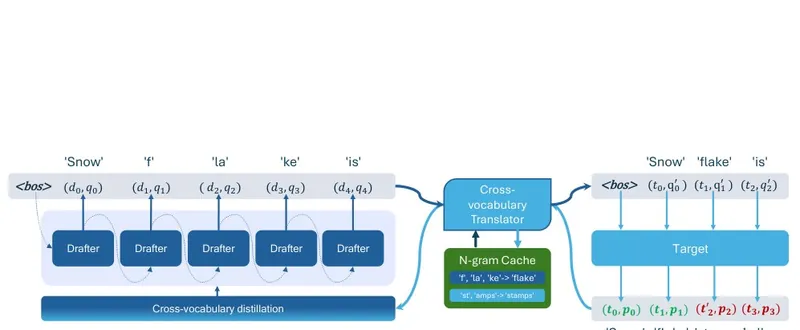 'Snow' 'f' 'la' 'ke' 'is'
<bos> (d₀, q₀) (d₁, q₁) (d₂, q₂) (d₃, q₃) (d₄, q₄)
Drafter Drafter Drafter Drafter Drafter
Cross-vocabulary distillation
Cross-
vocabulary
Translator
N-gram Cache
'f', 'la', 'ke'-> 'flake'
'st', 'amps'-> 'stamps'
'Snow' 'flake' 'is'
<bos> (t₀, q′₀) (t₁, q′₁) (t₂, q′₂)
Target
(t₀, p₀) (t₁, p₁) (t′₂, p₂) (t₃, p₃)